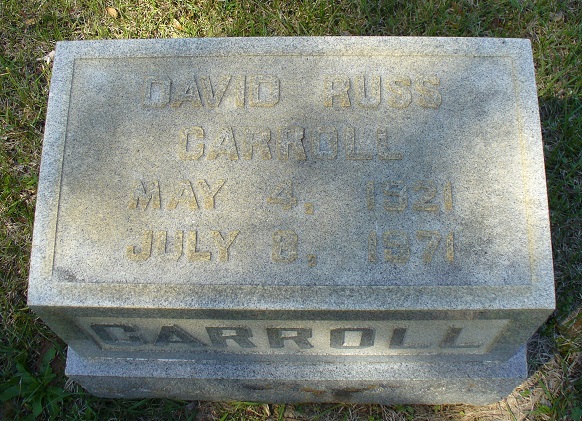 DAVID RUSS
CARROLL
MAY 4, 1921
JULY 8, 1971
CARROLL